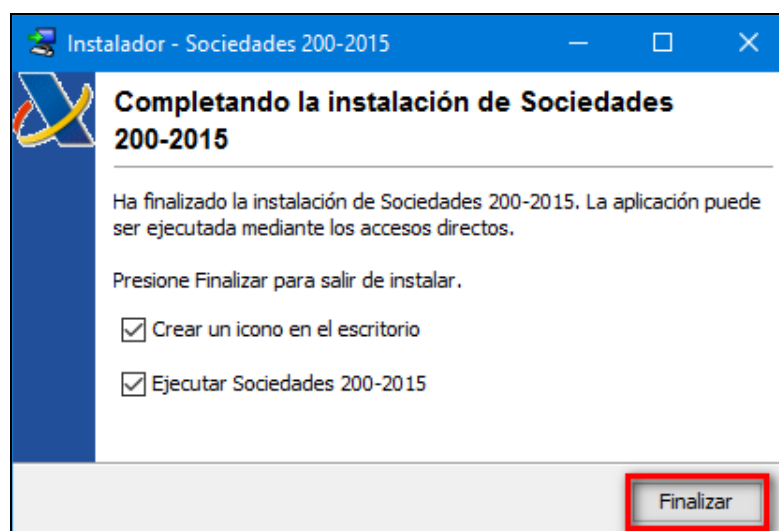 Instalador - Sociedades 200-2015
Completando la instalación de Sociedades
200-2015
Ha finalizado la instalación de Sociedades 200-2015. La aplicación puede
ser ejecutada mediante los accesos directos.
Presione Finalizar para salir de instalar.
Crear un icono en el escritorio
Ejecutar Sociedades 200-2015
Finalizar